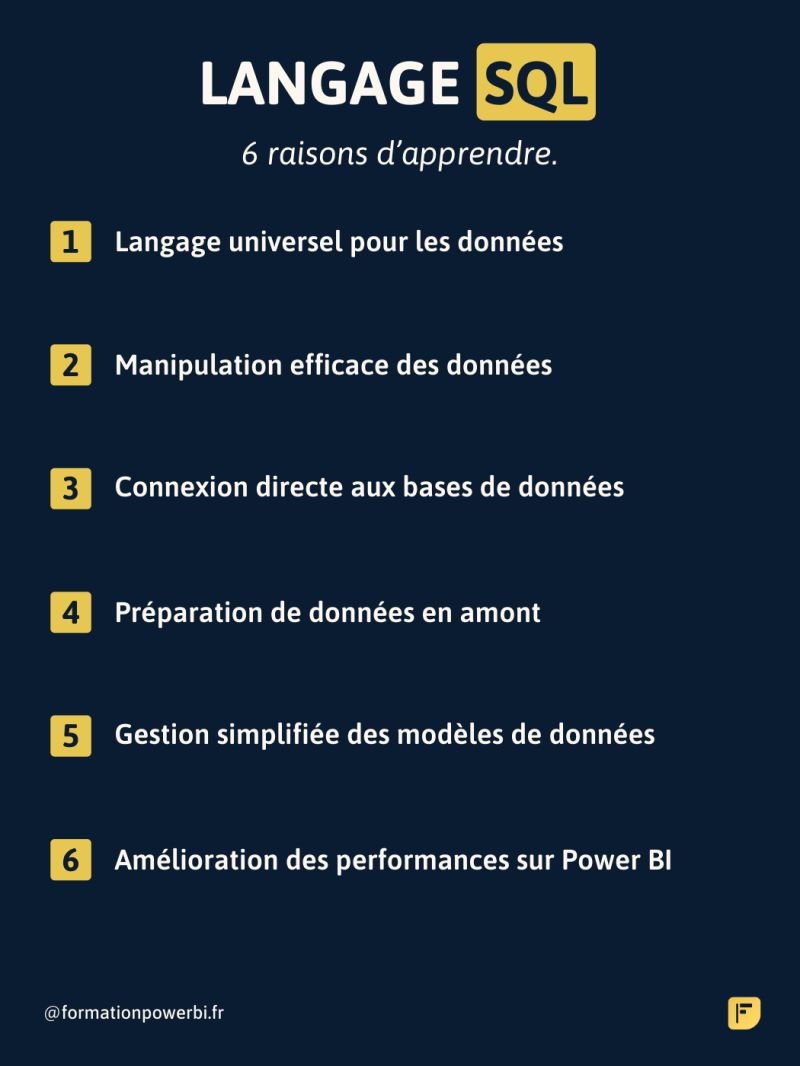 LANGAGE SQL
6 raisons d’apprendre.
1 Langage universel pour les données
2 Manipulation efficace des données
3 Connexion directe aux bases de données
4 Préparation de données en amont
5 Gestion simplifiée des modèles de données
6 Amélioration des performances sur Power BI
@formationpowerbi.fr
F